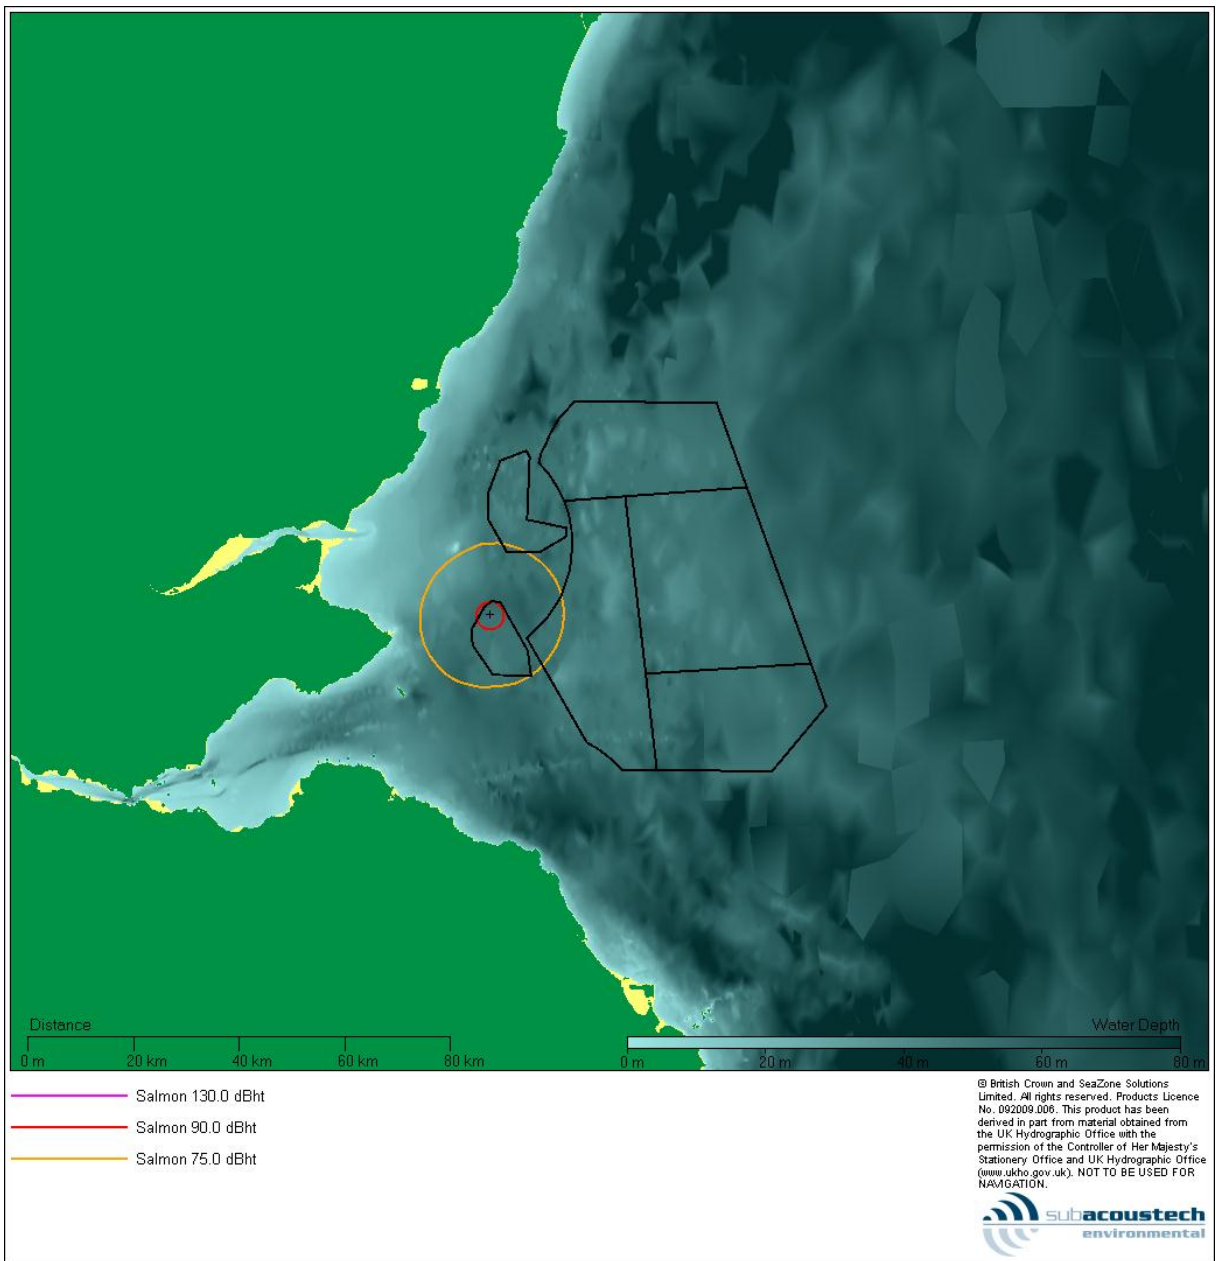 Distance
0 m 20 km 40 km 60 km 80 km
Water Depth
0 m 20 m 40 m 60 m 80 m
Salmon 130.0 dBht
Salmon 90.0 dBht
Salmon 75.0 dBht
© British Crown and SeaZone Solutions
Limited. All rights reserved. Products Licence
No. 092009.006. This product has been
derived in part from material obtained from
the UK Hydrographic Office with the
permission of the Controller of Her Majesty's
Stationery Office and UK Hydrographic Office
(www.ukho.gov.uk). NOT TO BE USED FOR
NAVIGATION.
subacoustech
environmental